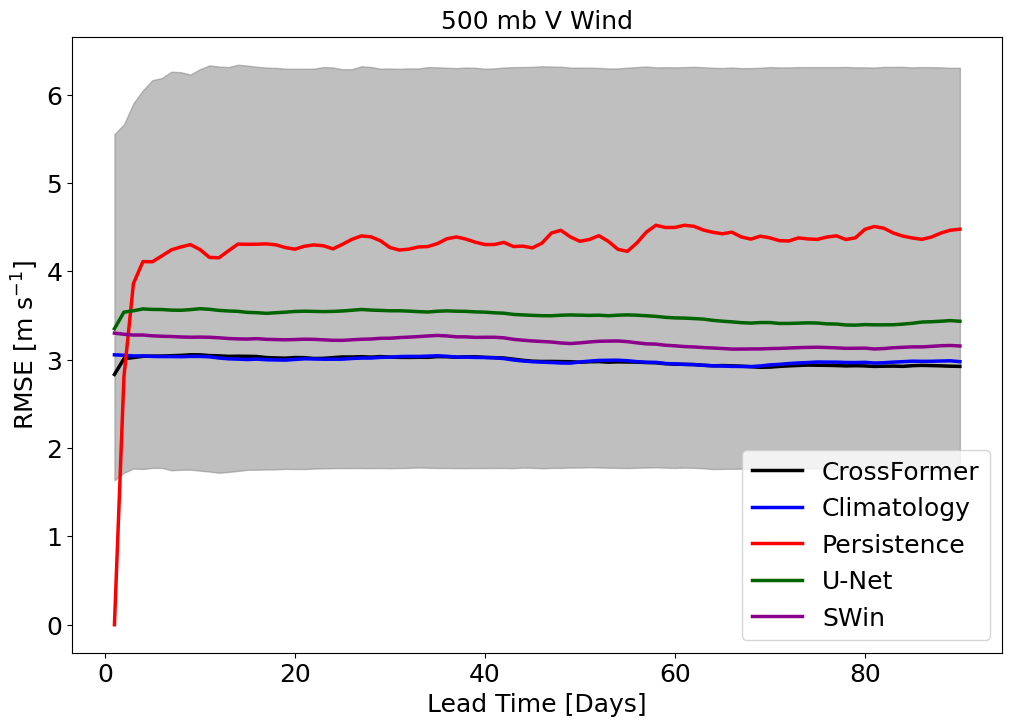 500 mb V Wind
RMSE [m s⁻¹]
6
5
4
3
2
1
0
0 20 40 60 80
Lead Time [Days]
CrossFormer
Climatology
Persistence
U-Net
SWin